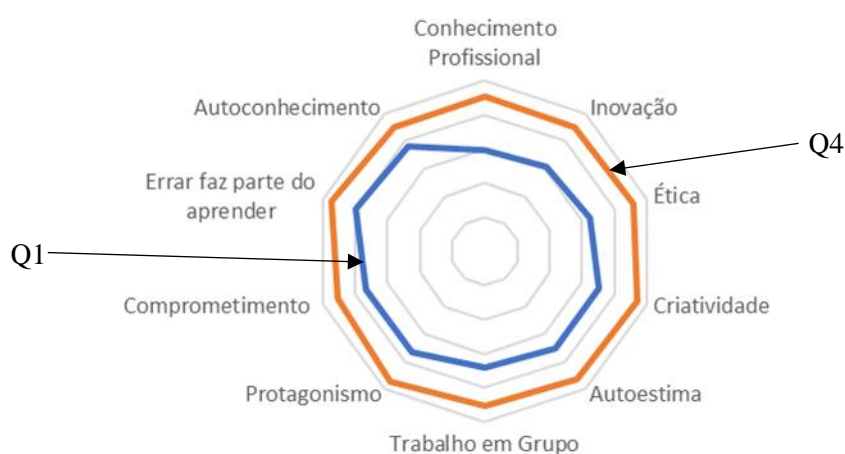 Conhecimento
Profissional
Autoconhecimento
Inovação
Q4
Errar faz parte do
aprender
Ética
Q1
Comprometimento
Criatividade
Protagonismo
Autoestima
Trabalho em Grupo